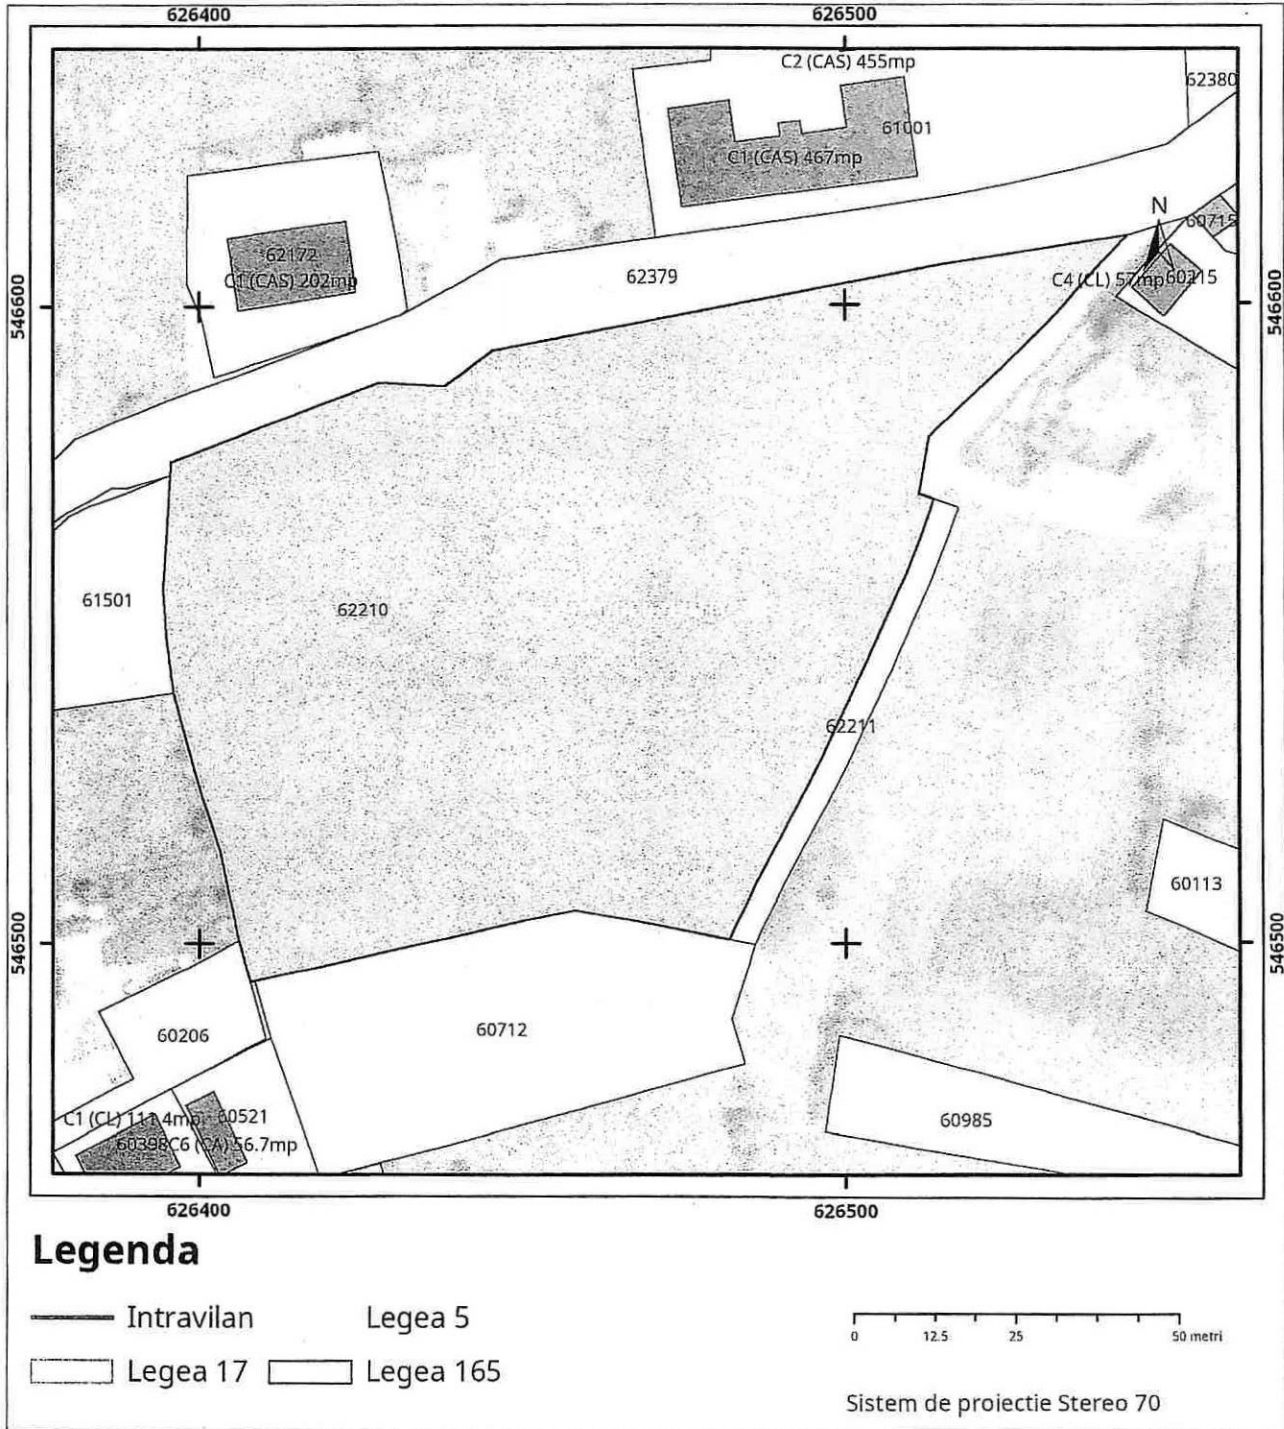 626400 626500
C2 (CAS) 455mp
62380
61001
C1 (CAS) 467mp
N
60715
62172
C1 (CAS) 202mp
62379
C4 (CL) 57mp 60215
546600
546600
61501
62210
62211
60113
546500
546500
60206
60712
C1 (CL) 111.4mp 60521
60398 C6 (CA) 56.7mp
60985
626400 626500
Legenda
Intravilan Legea 5
Legea 17 Legea 165
0 12.5 25 50 metri
Sistem de proiectie Stereo 70